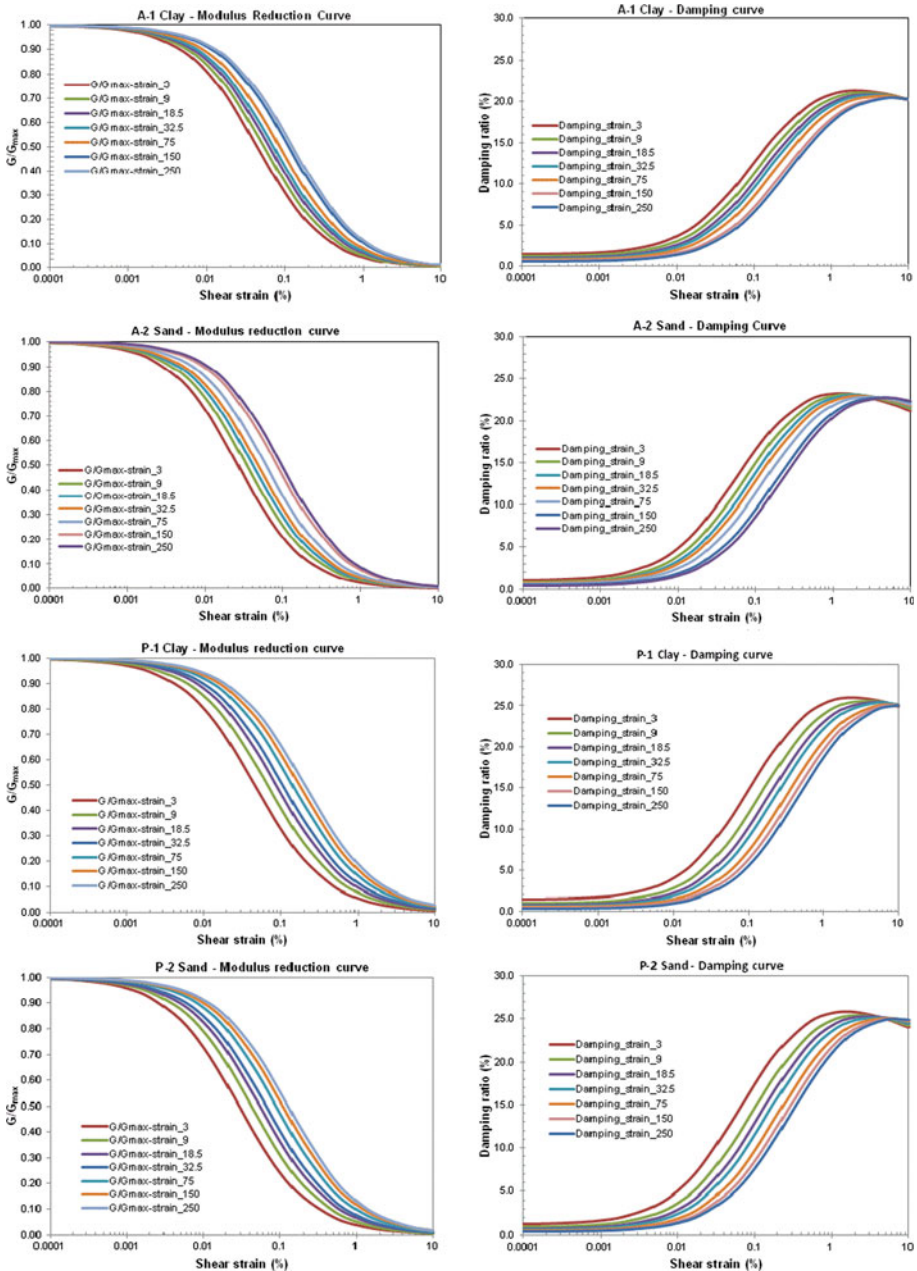 A-1 Clay - Modulus Reduction Curve
1.00
0.90
0.80
0.70
0.60
0.50
0.40
0.30
0.20
0.10
0.00
G/Gmax
G/Gmax-strain_3
G/Gmax-strain_9
G/Gmax-strain_18.5
G/Gmax-strain_32.5
G/Gmax-strain_75
G/Gmax-strain_150
G/Gmax-strain_250
0.0001 0.001 0.01 0.1 1 10
Shear strain (%)
A-1 Clay - Damping curve
30.0
25.0
20.0
15.0
10.0
5.0
0.0
Damping ratio (%)
Damping_strain_3
Damping_strain_9
Damping_strain_18.5
Damping_strain_32.5
Damping_strain_75
Damping_strain_150
Damping_strain_250
0.0001 0.001 0.01 0.1 1 10
Shear strain (%)
A-2 Sand - Modulus reduction curve
1.00
0.90
0.80
0.70
0.60
0.50
0.40
0.30
0.20
0.10
0.00
G/Gmax
G/Gmax-strain_3
G/Gmax-strain_9
G/Gmax-strain_18.5
G/Gmax-strain_32.5
G/Gmax-strain_75
G/Gmax-strain_150
G/Gmax-strain_250
0.0001 0.001 0.01 0.1 1 10
Shear strain (%)
A-2 Sand - Damping Curve
30.0
25.0
20.0
15.0
10.0
5.0
0.0
Damping ratio (%)
Damping_strain_3
Damping_strain_9
Damping_strain_18.5
Damping_strain_32.5
Damping_strain_75
Damping_strain_150
Damping_strain_250
0.0001 0.001 0.01 0.1 1 10
Shear strain (%)
P-1 Clay - Modulus reduction curve
1.00
0.90
0.80
0.70
0.60
0.50
0.40
0.30
0.20
0.10
0.00
G/Gmax
G/Gmax-strain_3
G/Gmax-strain_9
G/Gmax-strain_18.5
G/Gmax-strain_32.5
G/Gmax-strain_75
G/Gmax-strain_150
G/Gmax-strain_250
0.0001 0.001 0.01 0.1 1 10
Shear strain (%)
P-1 Clay - Damping curve
30.0
25.0
20.0
15.0
10.0
5.0
0.0
Damping ratio (%)
Damping_strain_3
Damping_strain_9
Damping_strain_18.5
Damping_strain_32.5
Damping_strain_75
Damping_strain_150
Damping_strain_250
0.0001 0.001 0.01 0.1 1 10
Shear strain (%)
P-2 Sand - Modulus reduction curve
1.00
0.90
0.80
0.70
0.60
0.50
0.40
0.30
0.20
0.10
0.00
G/Gmax
G/Gmax-strain_3
G/Gmax-strain_9
G/Gmax-strain_18.5
G/Gmax-strain_32.5
G/Gmax-strain_75
G/Gmax-strain_150
G/Gmax-strain_250
0.0001 0.001 0.01 0.1 1 10
Shear strain (%)
P-2 Sand - Damping curve
30.0
25.0
20.0
15.0
10.0
5.0
0.0
Damping ratio (%)
Damping_strain_3
Damping_strain_9
Damping_strain_18.5
Damping_strain_32.5
Damping_strain_75
Damping_strain_150
Damping_strain_250
0.0001 0.001 0.01 0.1 1 10
Shear strain (%)